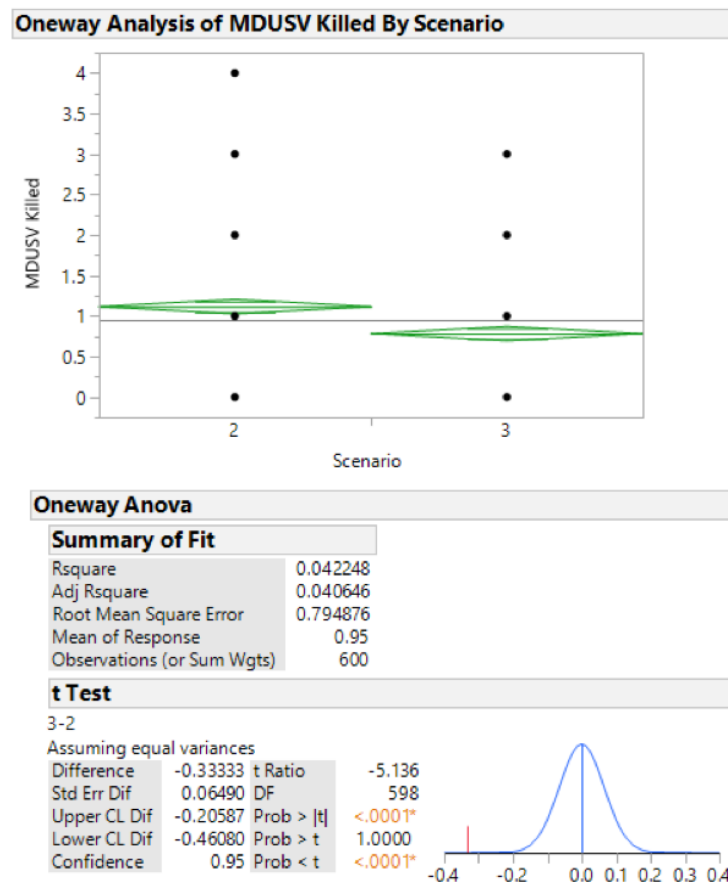 Oneway Analysis of MDUSV Killed By Scenario
4
3.5
3
2.5
2
1.5
1
0.5
0
MDUSV Killed
2 3
Scenario
Oneway Anova
Summary of Fit
Rsquare 0.042248
Adj Rsquare 0.040646
Root Mean Square Error 0.794876
Mean of Response 0.95
Observations (or Sum Wgts) 600
t Test
3-2
Assuming equal variances
Difference -0.33333 t Ratio -5.136
Std Err Dif 0.06490 DF 598
Upper CL Dif -0.20587 Prob > |t| <.0001*
Lower CL Dif -0.46080 Prob > t 1.0000
Confidence 0.95 Prob < t <.0001*
-0.4 -0.2 0.0 0.1 0.2 0.3 0.4